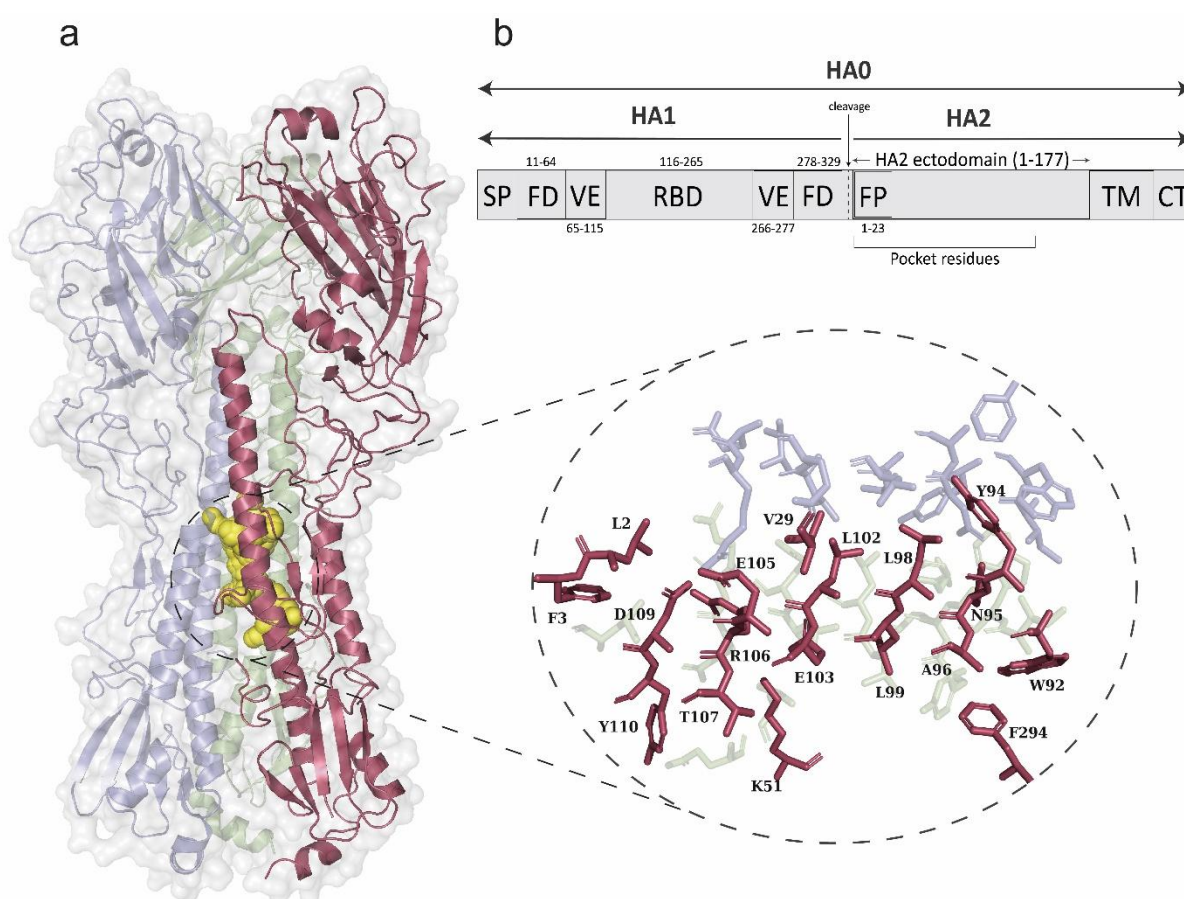 a
b
HA0
HA1
cleavage
HA2
11-64
116-265
278-329
HA2 ectodomain (1-177)
SP
FD
VE
RBD
VE
FD
FP
TM
CT
65-115
266-277
1-23
Pocket residues
Y94
V29
L2
L102
L98
E105
F3
D109
N95
R106
E103
A96
W92
L99
Y110
T107
F294
K51